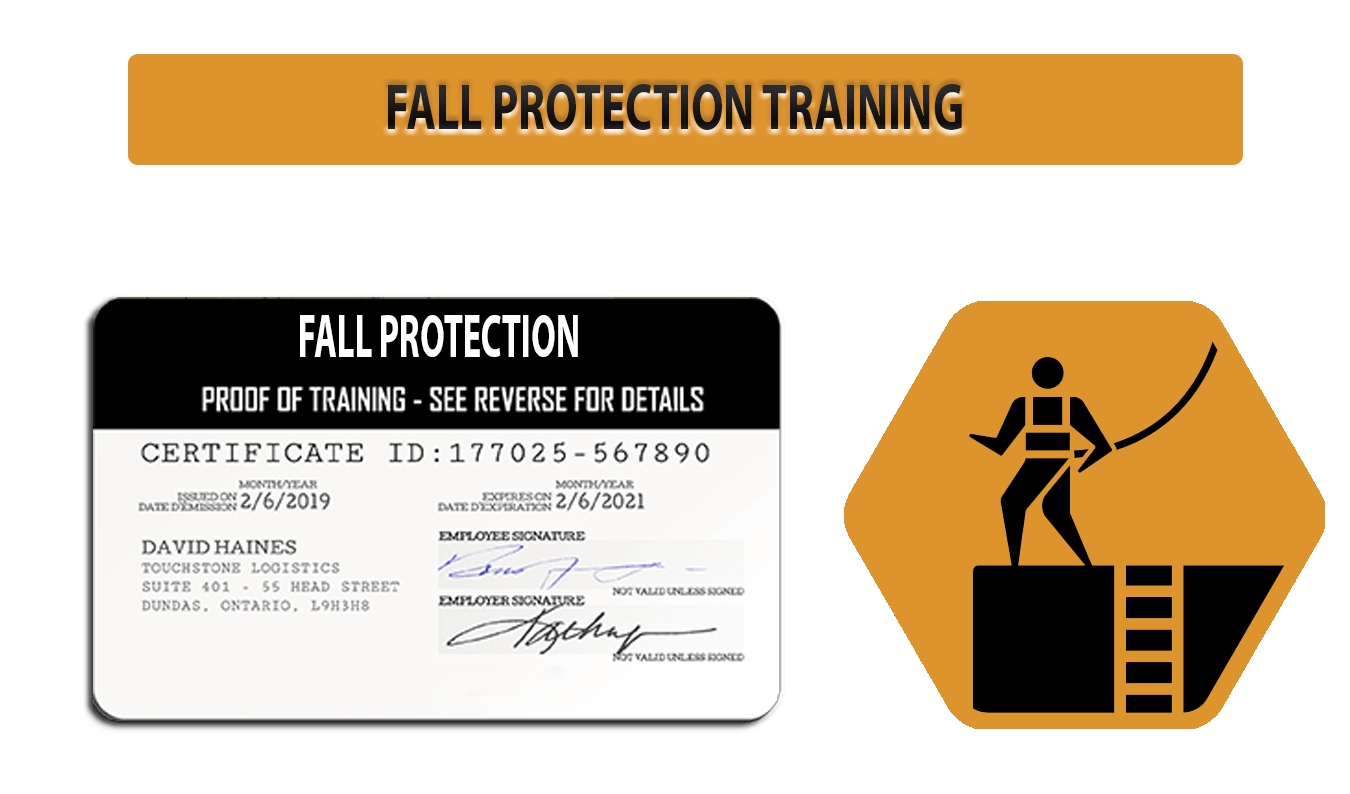 FALL PROTECTION TRAINING
FALL PROTECTION
PROOF OF TRAINING - SEE REVERSE FOR DETAILS
CERTIFICATE ID:177025-567890
MONTH/YEAR
ISSUED ON
DATE D'EMISSION 2/6/2019
MONTH/YEAR
EXPIRES ON
DATE D'EXPIRATION 2/6/2021
DAVID HAINES
TOUCHSTONE LOGISTICS
SUITE 401 - 55 HEAD STREET
DUNDAS, ONTARIO, L9H3H8
EMPLOYEE SIGNATURE
NOT VALID UNLESS SIGNED
EMPLOYER SIGNATURE
NOT VALID UNLESS SIGNED